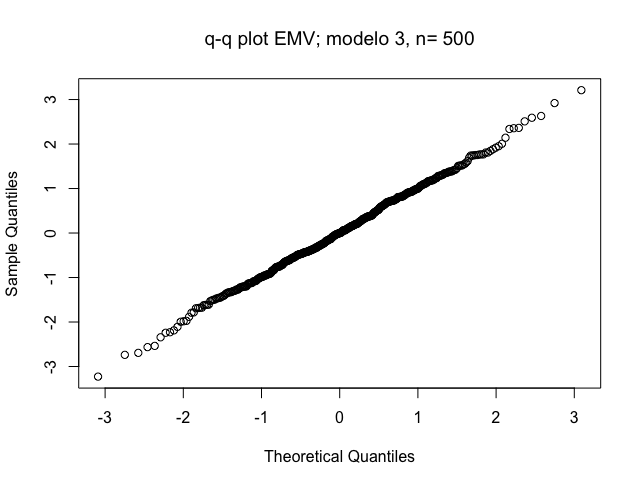 q-q plot EMV; modelo 3, n= 500
Sample Quantiles
3
2
1
0
-1
-2
-3
-3 -2 -1 0 1 2 3
Theoretical Quantiles